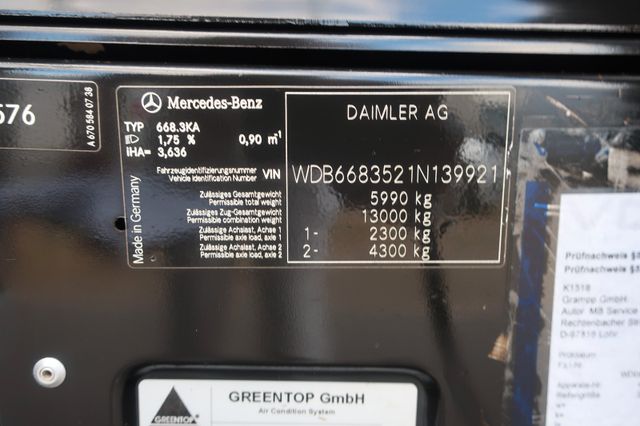 576
A 670 584 07 38
Mercedes-Benz
DAIMLER AG
TYP 668.3KA
1,75 % 0,90 m⁻¹
iHA= 3,636
Fahrzeugidentifizierungsnummer
Vehicle Identification Number VIN WDB6683521N139921
Zulässiges Gesamtgewicht
Permissible total weight 5990 kg
Zulässiges Zug-Gesamtgewicht
Permissible combination weight 13000 kg
Zulässige Achslast, Achse 1
Permissible axle load, axle 1 1- 2300 kg
Zulässige Achslast, Achse 2
Permissible axle load, axle 2 2- 4300 kg
Made in Germany
Prüfnachweis
Prüfnachweis
K1318
Grampp GmbH
Autor. MB Service
Rechtenbacher
D-97816 Lohr
GREENTOP GmbH
Air Condition System
GREENTOP